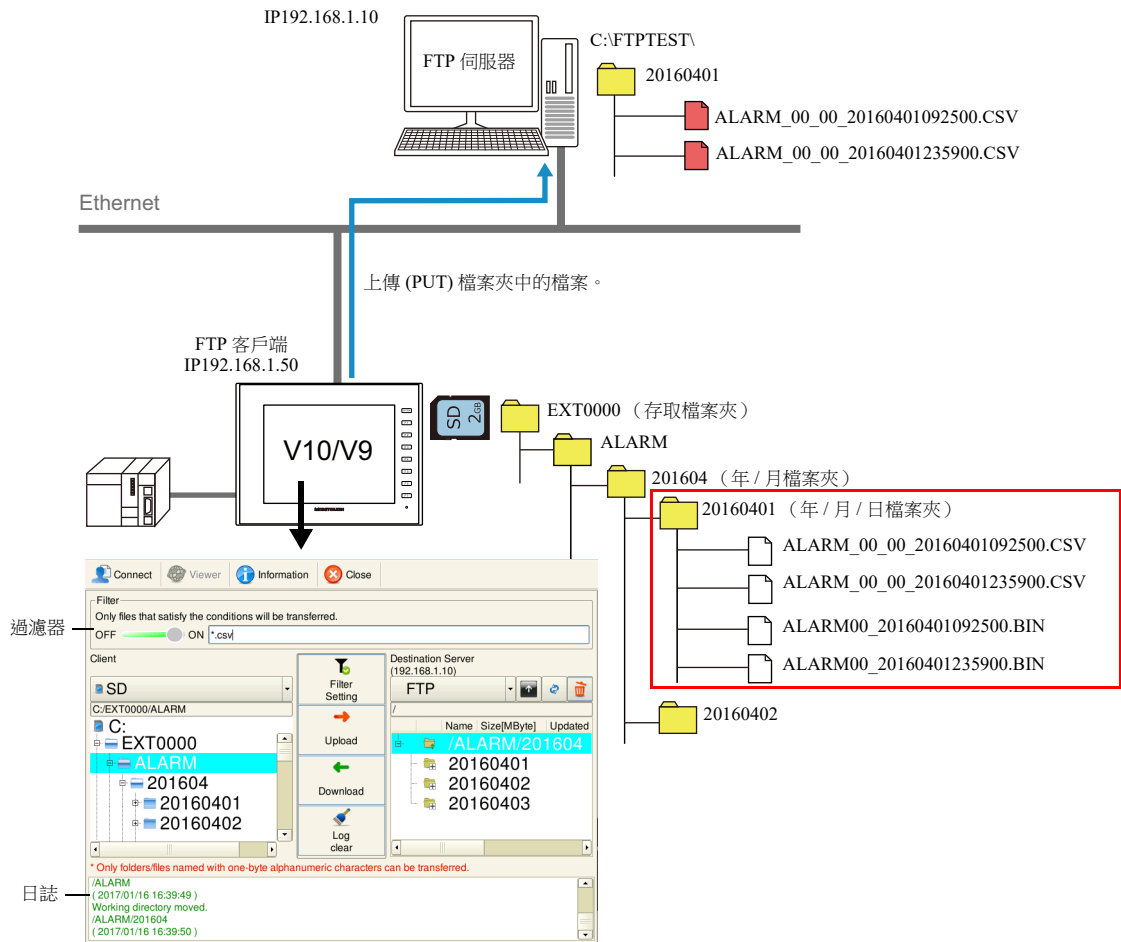 IP192.168.1.10
FTP 伺服器
C:\FTPTEST\
20160401
ALARM_00_00_20160401092500.CSV
ALARM_00_00_20160401235900.CSV
Ethernet
上傳 (PUT) 檔案夾中的檔案。
FTP 客戶端
IP192.168.1.50
V10/V9
SD
2GB
EXT0000 （存取檔案夾）
ALARM
201604 （年 / 月檔案夾）
20160401 （年 / 月 / 日檔案夾）
ALARM_00_00_20160401092500.CSV
ALARM_00_00_20160401235900.CSV
ALARM00_20160401092500.BIN
ALARM00_20160401235900.BIN
20160402
Connect
Viewer
Information
Close
過濾器
Filter
Only files that satisfy the conditions will be transferred.
OFF
ON
*.csv
Client
SD
C:/EXT0000/ALARM
C:
EXT0000
ALARM
201604
20160401
20160402
Filter
Setting
Upload
Download
Log
clear
Destination Server
(192.168.1.10)
FTP
/
Name Size[MByte] Updated
/ALARM/201604
20160401
20160402
20160403
* Only folders/files named with one-byte alphanumeric characters can be transferred.
日誌
/ALARM
( 2017/01/16 16:39:49 )
Working directory moved.
/ALARM/201604
( 2017/01/16 16:39:50 )